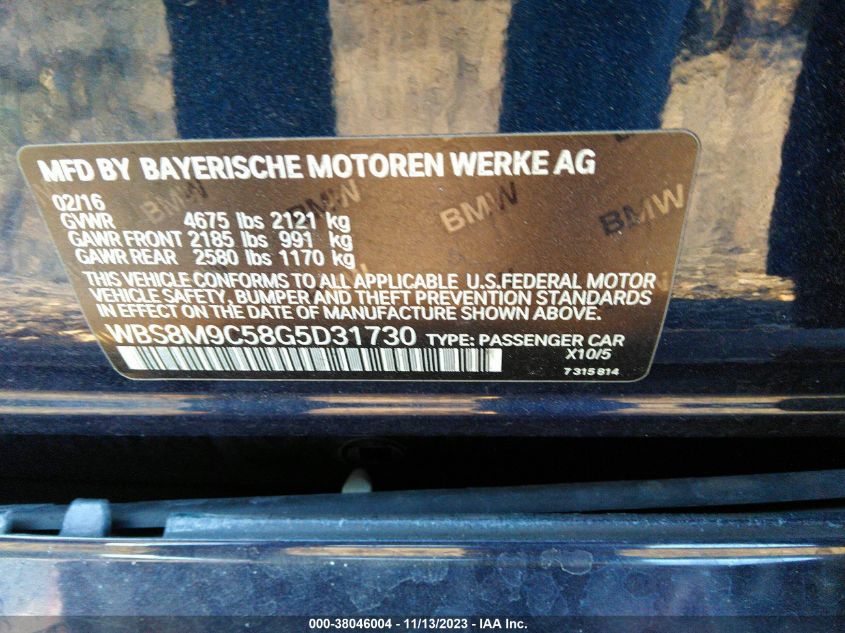 MFD BY BAYERISCHE MOTOREN WERKE AG
02/16
GVWR 4675 lbs 2121 kg
GAWR FRONT 2185 lbs 991 kg
GAWR REAR 2580 lbs 1170 kg
THIS VEHICLE CONFORMS TO ALL APPLICABLE U.S.FEDERAL MOTOR
VEHICLE SAFETY, BUMPER AND THEFT PREVENTION STANDARDS
IN EFFECT ON THE DATE OF MANUFACTURE SHOWN ABOVE.
WBS8M9C58G5D31730 TYPE: PASSENGER CAR
X10/5
7 315 814
BMW BMW BMW BMW
000-38046004 - 11/13/2023 - IAA Inc.